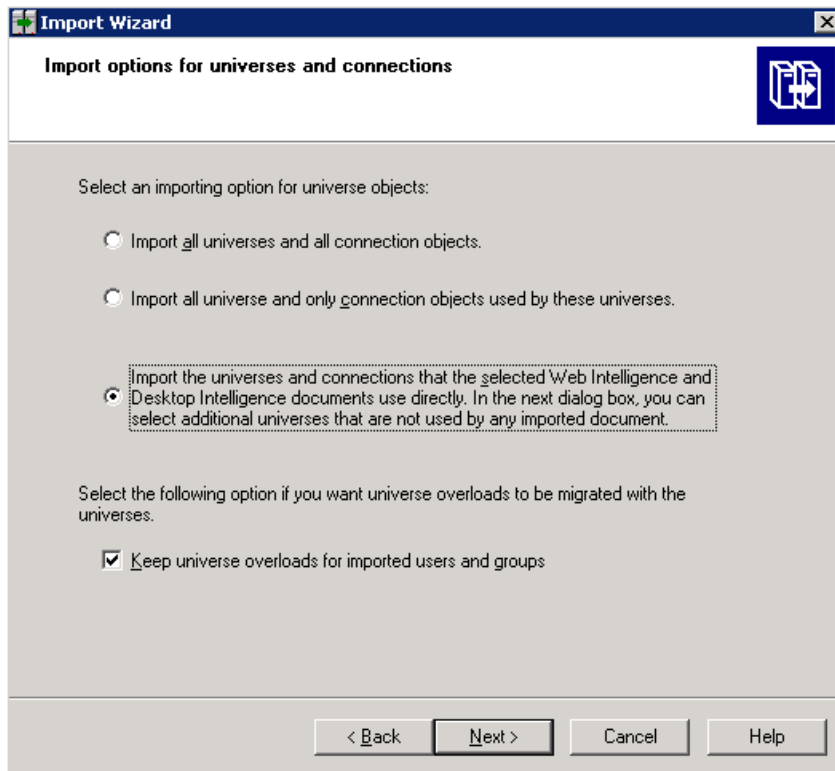 Import Wizard
Import options for universes and connections
Select an importing option for universe objects:
Import all universes and all connection objects.
Import all universe and only connection objects used by these universes.
Import the universes and connections that the selected Web Intelligence and
Desktop Intelligence documents use directly. In the next dialog box, you can
select additional universes that are not used by any imported document.
Select the following option if you want universe overloads to be migrated with the
universes.
Keep universe overloads for imported users and groups
< Back Next > Cancel Help